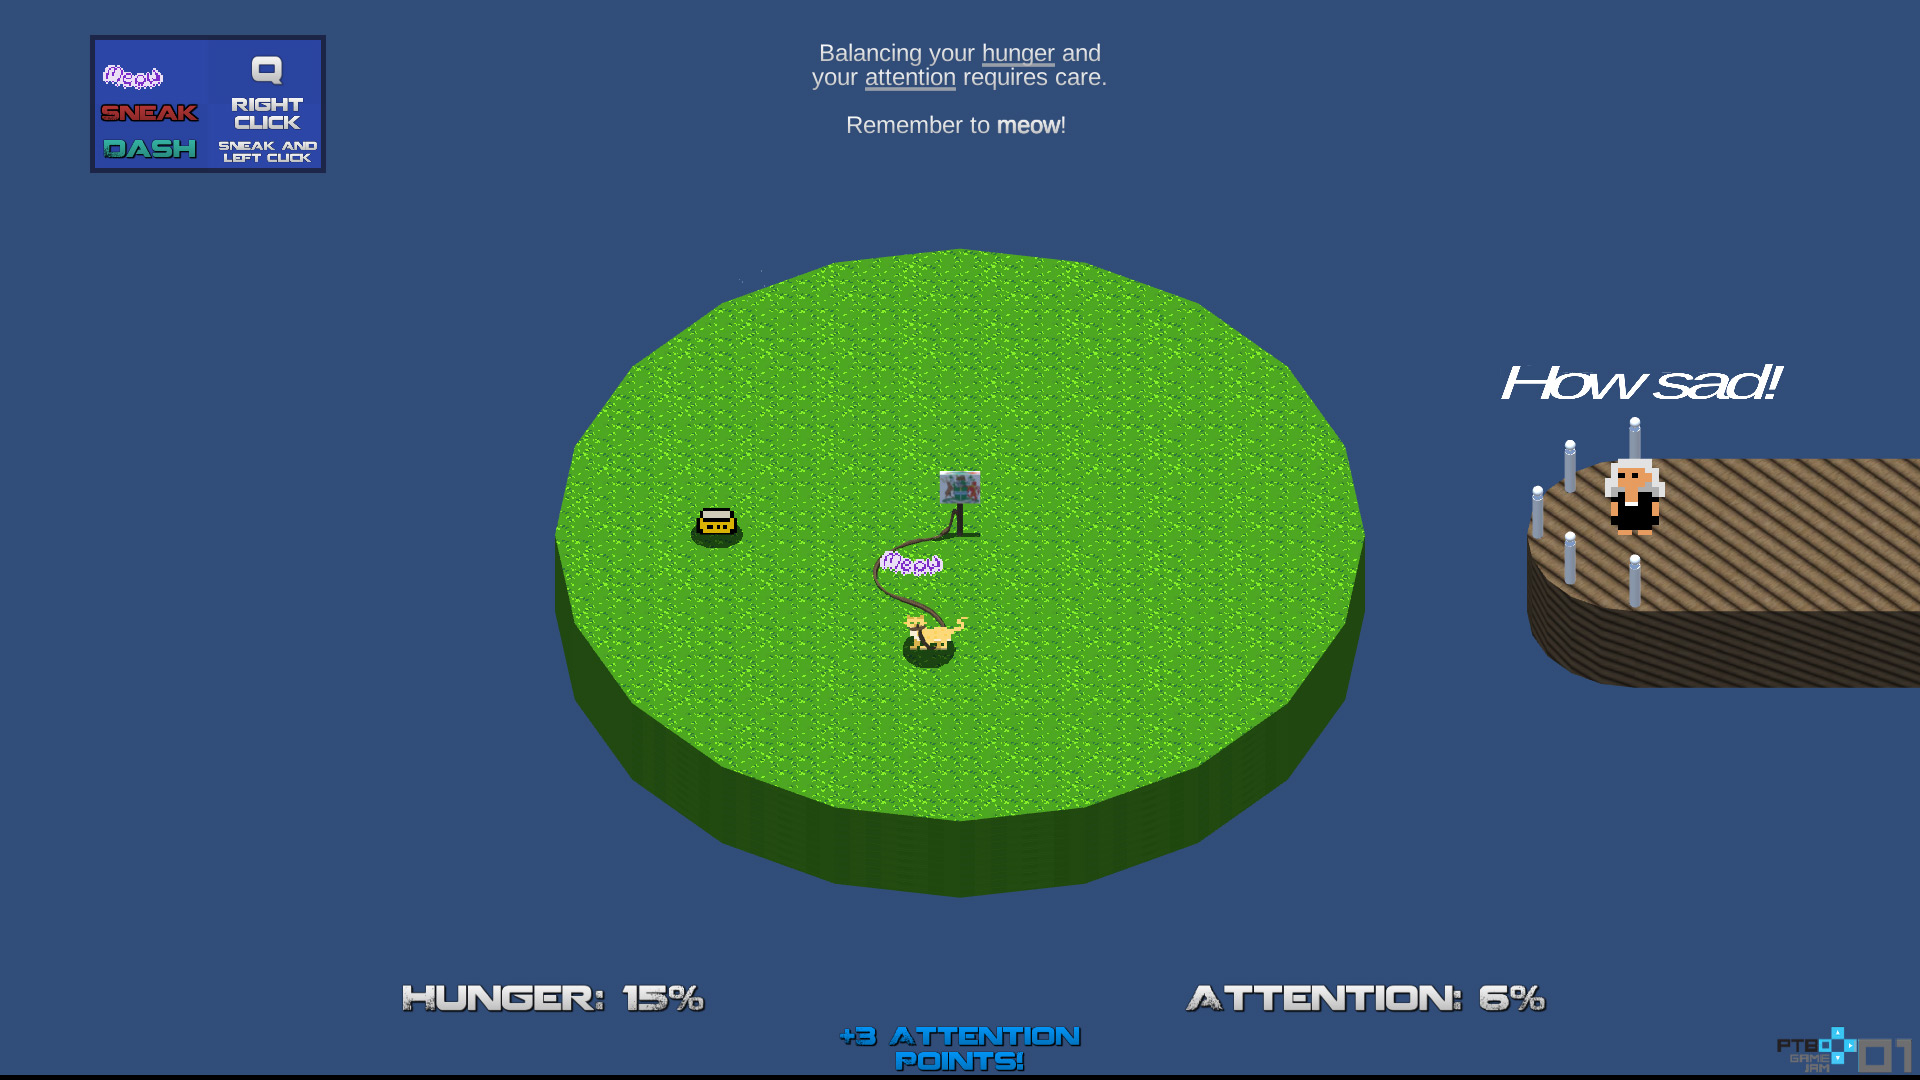 Meow
Q
SNEAK
RIGHT
CLICK
DASH
SNEAK AND
LEFT CLICK
Balancing your hunger and
your attention requires care.
Remember to meow!
How sad!
Meow
HUNGER: 15%
ATTENTION: 6%
+3 ATTENTION
POINTS!
PTBO
GAME
JAM
01